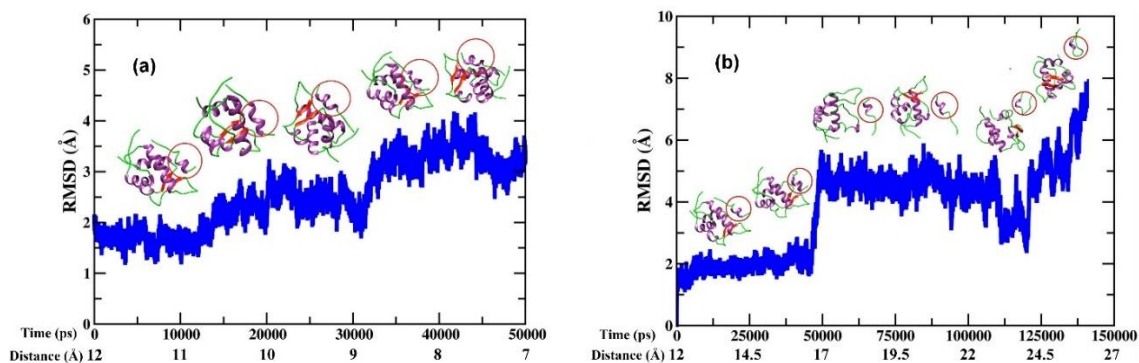 (a)
6
5
4
3
2
1
0
RMSD (Å)
Time (ps) 0 10000 20000 30000 40000 50000
Distance (Å) 12 11 10 9 8 7
(b)
10
8
6
4
2
0
RMSD (Å)
Time (ps) 0 25000 50000 75000 100000 125000 150000
Distance (Å) 12 14.5 17 19.5 22 24.5 27